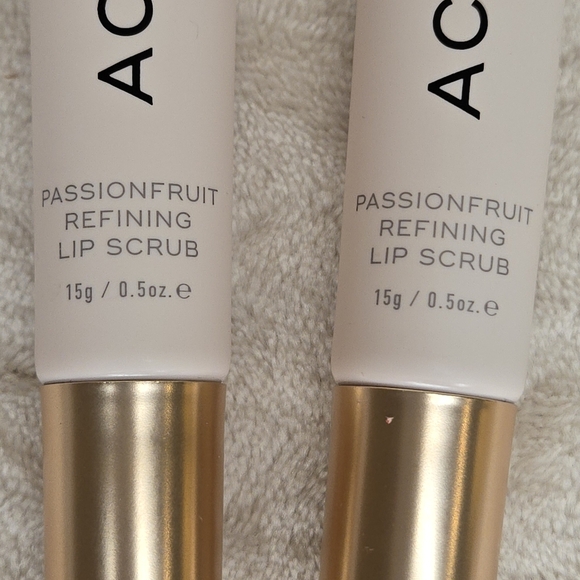 AC
PASSIONFRUIT
REFINING
LIP SCRUB
15g / 0.5oz.℮
AC
PASSIONFRUIT
REFINING
LIP SCRUB
15g / 0.5oz.℮